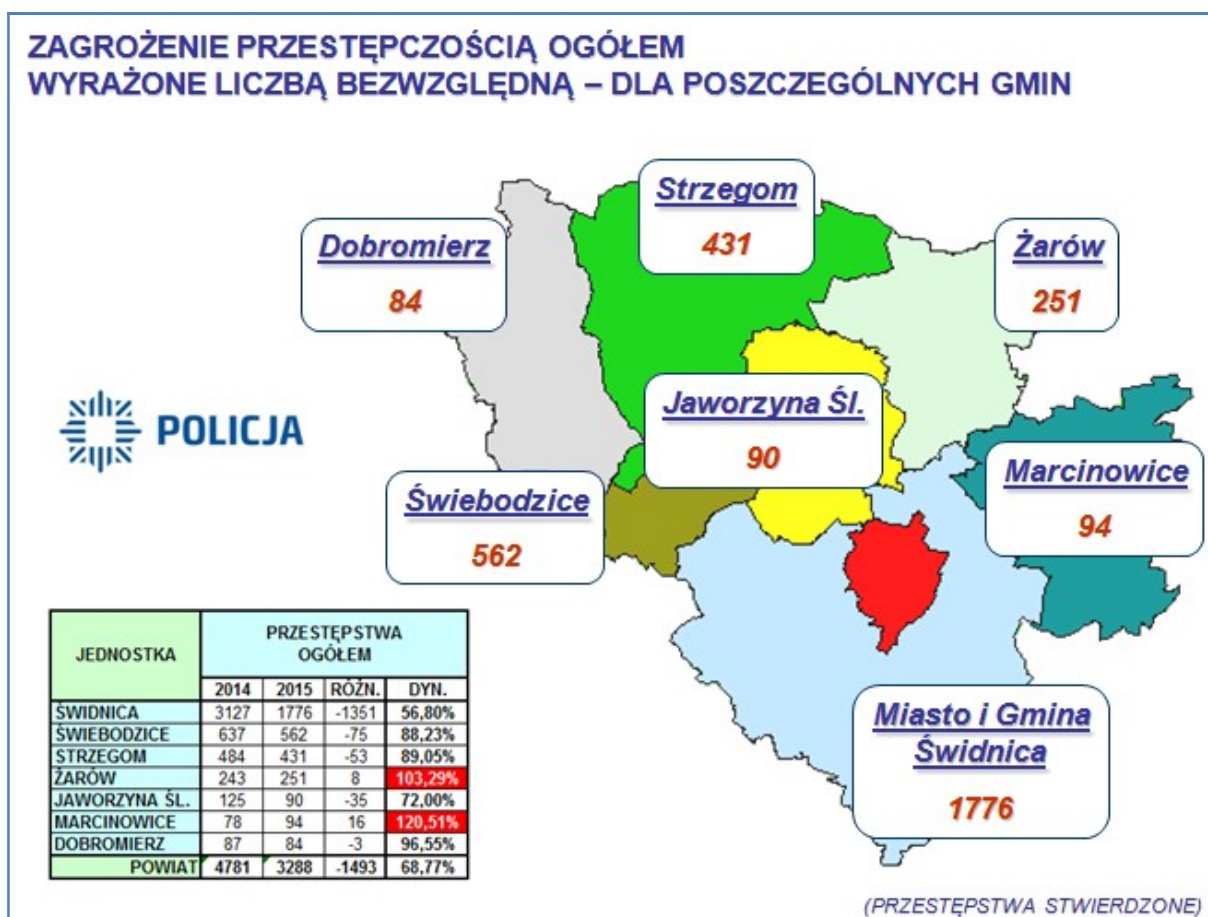 ZAGROŻENIE PRZESTĘPCZOŚCIĄ OGÓŁEM
WYRAŻONE LICZBĄ BEZWZGLĘDNĄ – DLA POSZCZEGÓLNYCH GMIN
Strzegom
431
Dobromierz
84
Żarów
251
Jaworzyna Śl.
90
POLICJA
Marcinowice
94
Świebodzice
562
Miasto i Gmina
Świdnica
1776
JEDNOSTKA
PRZESTĘPSTWA
OGÓŁEM
2014 2015 RÓŻN. DYN.
ŚWIDNICA 3127 1776 -1351 56,80%
ŚWIEBODZICE 637 562 -75 88,23%
STRZEGOM 484 431 -53 89,05%
ŻARÓW 243 251 8 103,29%
JAWORZYNA ŚL. 125 90 -35 72,00%
MARCINOWICE 78 94 16 120,51%
DOBROMIERZ 87 84 -3 96,55%
POWIAT 4781 3288 -1493 68,77%
(PRZESTĘPSTWA STWIERDZONE)